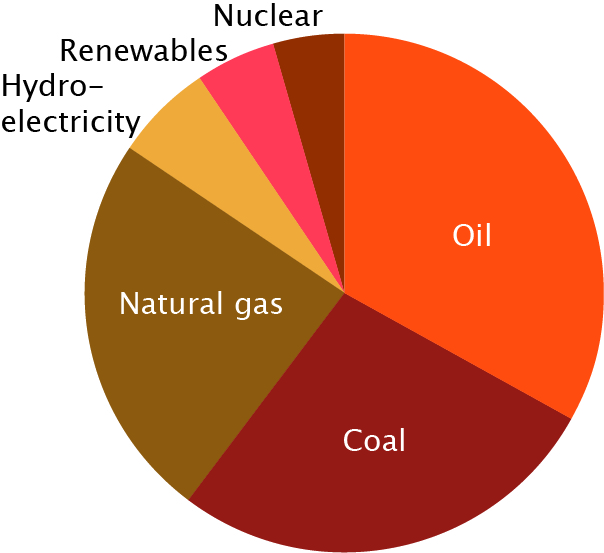 Nuclear
Renewables
Hydro-
electricity
Oil
Natural gas
Coal